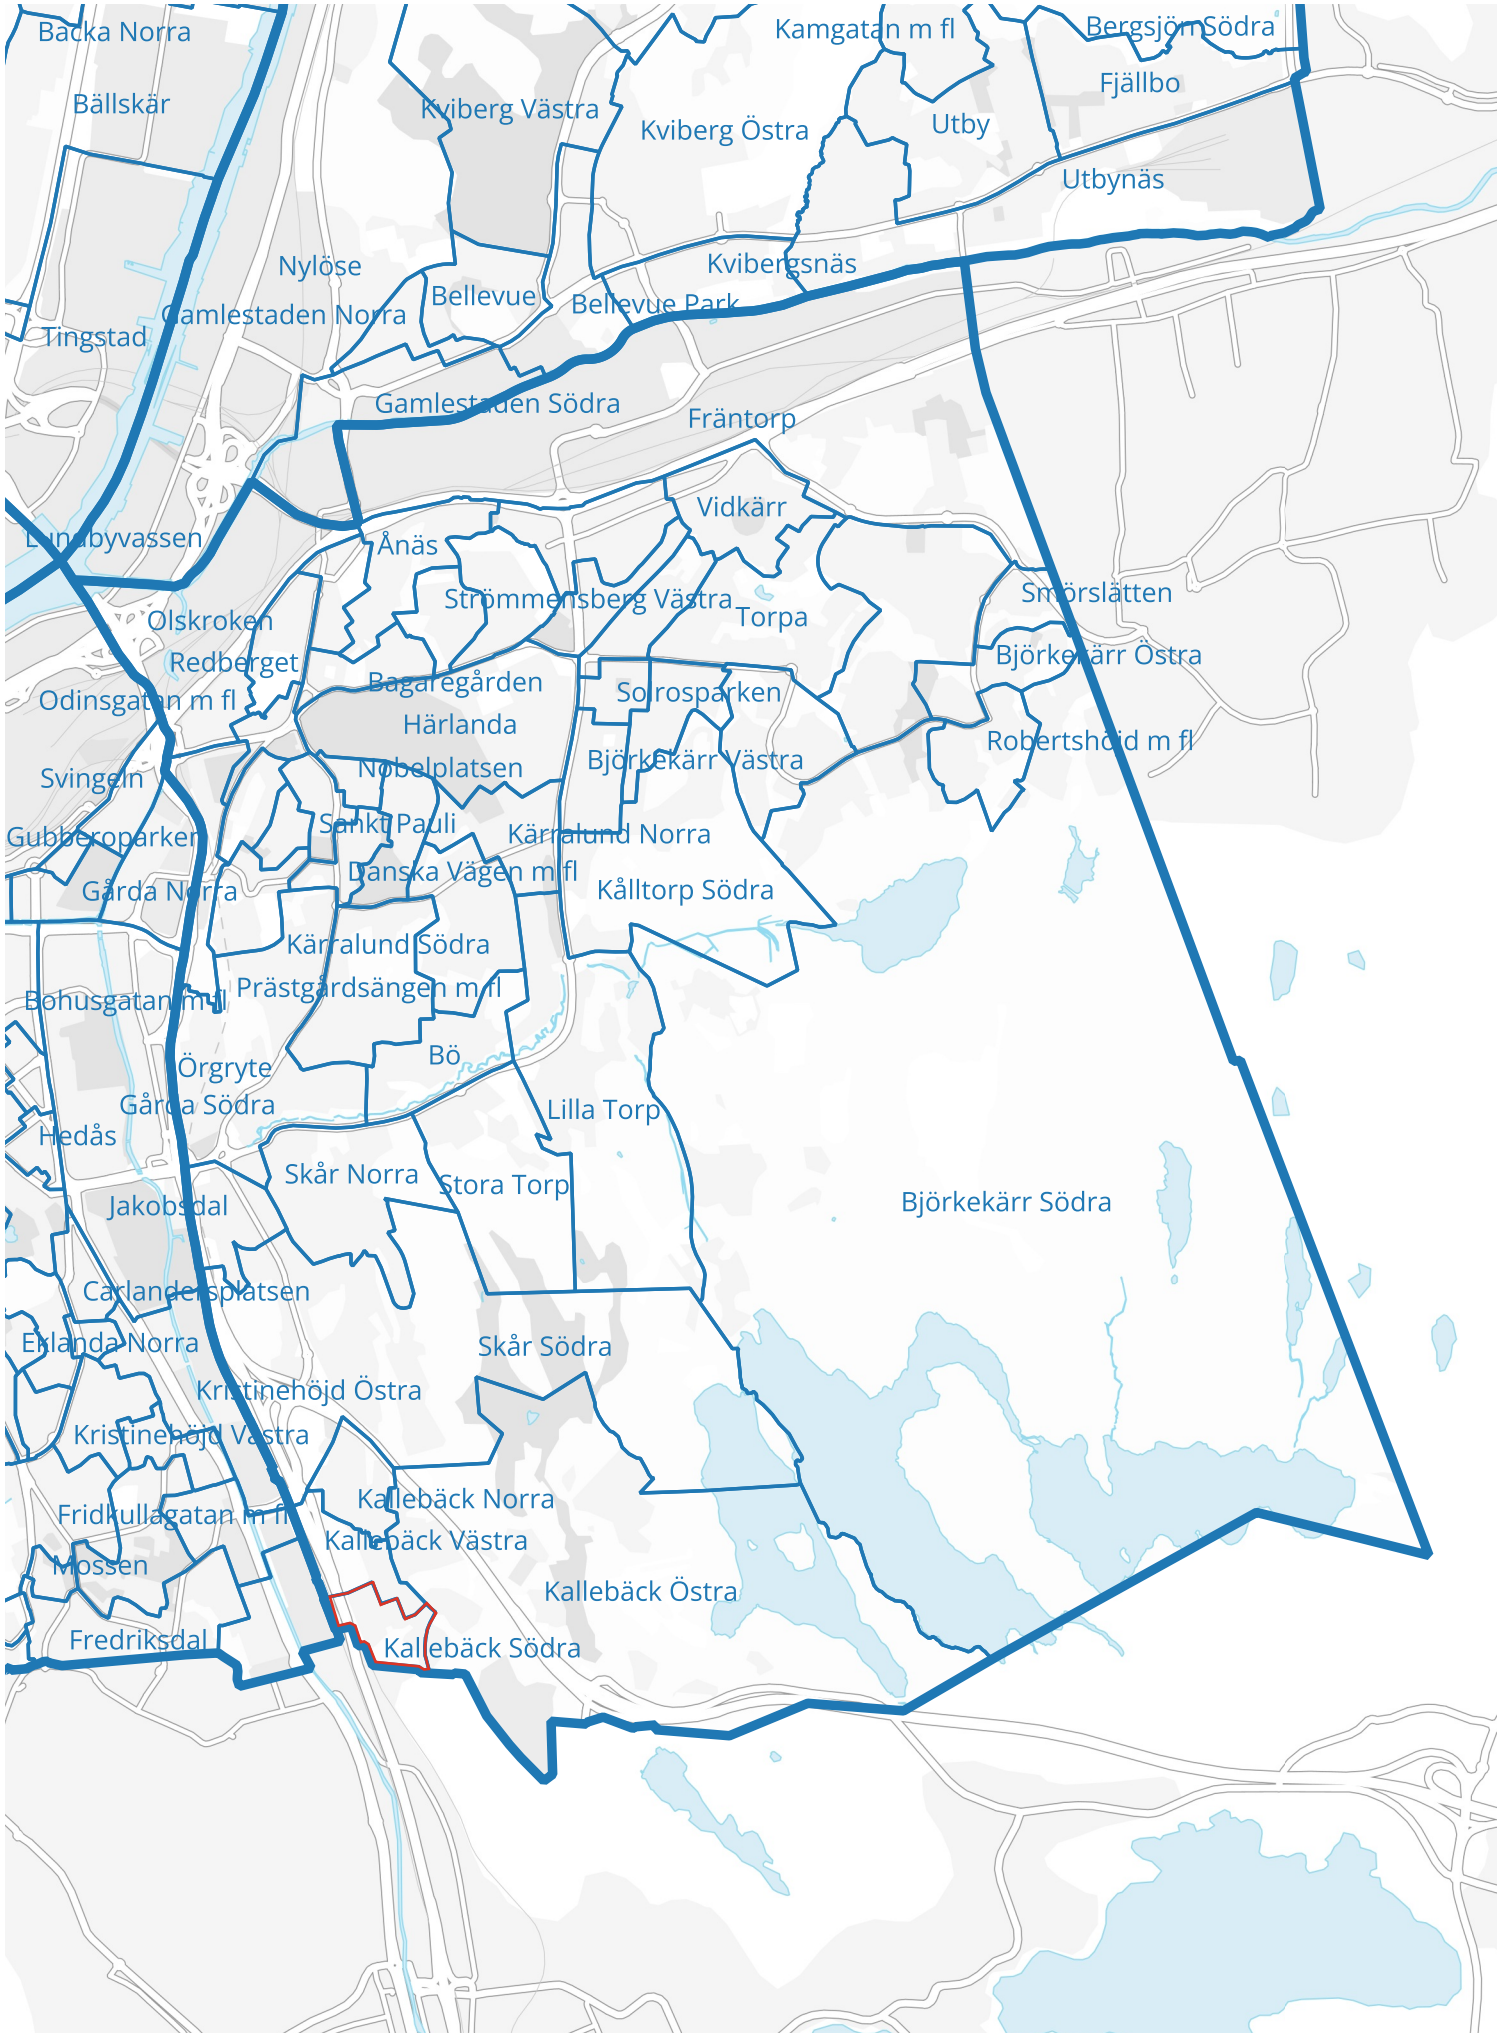 Backa Norra
Kamgatan m fl
Bergsjön Södra
Bällskär
Kviberg Västra
Fjällbo
Kviberg Östra
Utby
Utbynäs
Nylöse
Kvibergsnäs
Bellevue
Bellevue Park
Gamlestaden Norra
Tingstad
Gamlestaden Södra
Fräntorp
Vidkärr
Lundbyvassen
Ånäs
Strömmensberg Västra
Smörslätten
Olskroken
Torpa
Redberget
Björkekärr Östra
Bagaregården
Solrosparken
Odinsgatan m fl
Härlanda
Robertshöjd m fl
Nobelplatsen
Björkekärr Västra
Svingeln
Sankt Pauli
Gubberoparken
Kärralund Norra
Danska Vägen m fl
Gårda Norra
Kålltorp Södra
Kärralund Södra
Prästgårdsängen m fl
Bohusgatan m fl
Bö
Örgryte
Gårda Södra
Lilla Torp
Hedås
Skår Norra
Stora Torp
Jakobsdal
Björkekärr Södra
Carlandersplatsen
Eklanda Norra
Skår Södra
Kristinehöjd Östra
Kristinehöjd Västra
Kallebäck Norra
Fridkullagatan m fl
Kallebäck Västra
Mossen
Kallebäck Östra
Fredriksdal
Kallebäck Södra